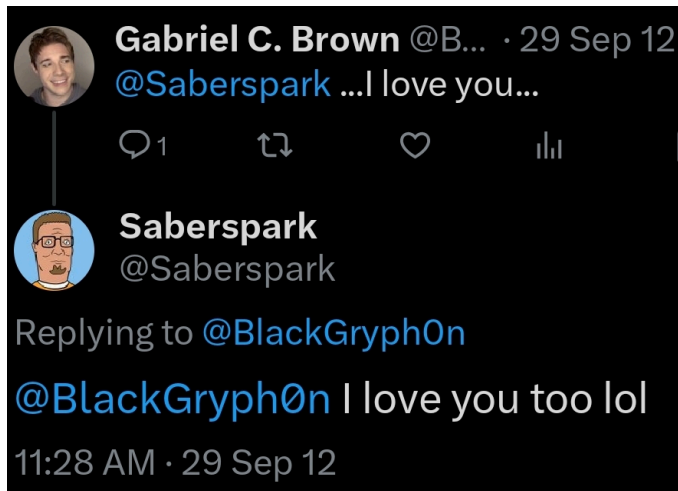 Gabriel C. Brown @B... · 29 Sep 12
@Saberspark ...I love you...
1
Saberspark
@Saberspark
Replying to @BlackGryph0n
@BlackGryph0n I love you too lol
11:28 AM · 29 Sep 12